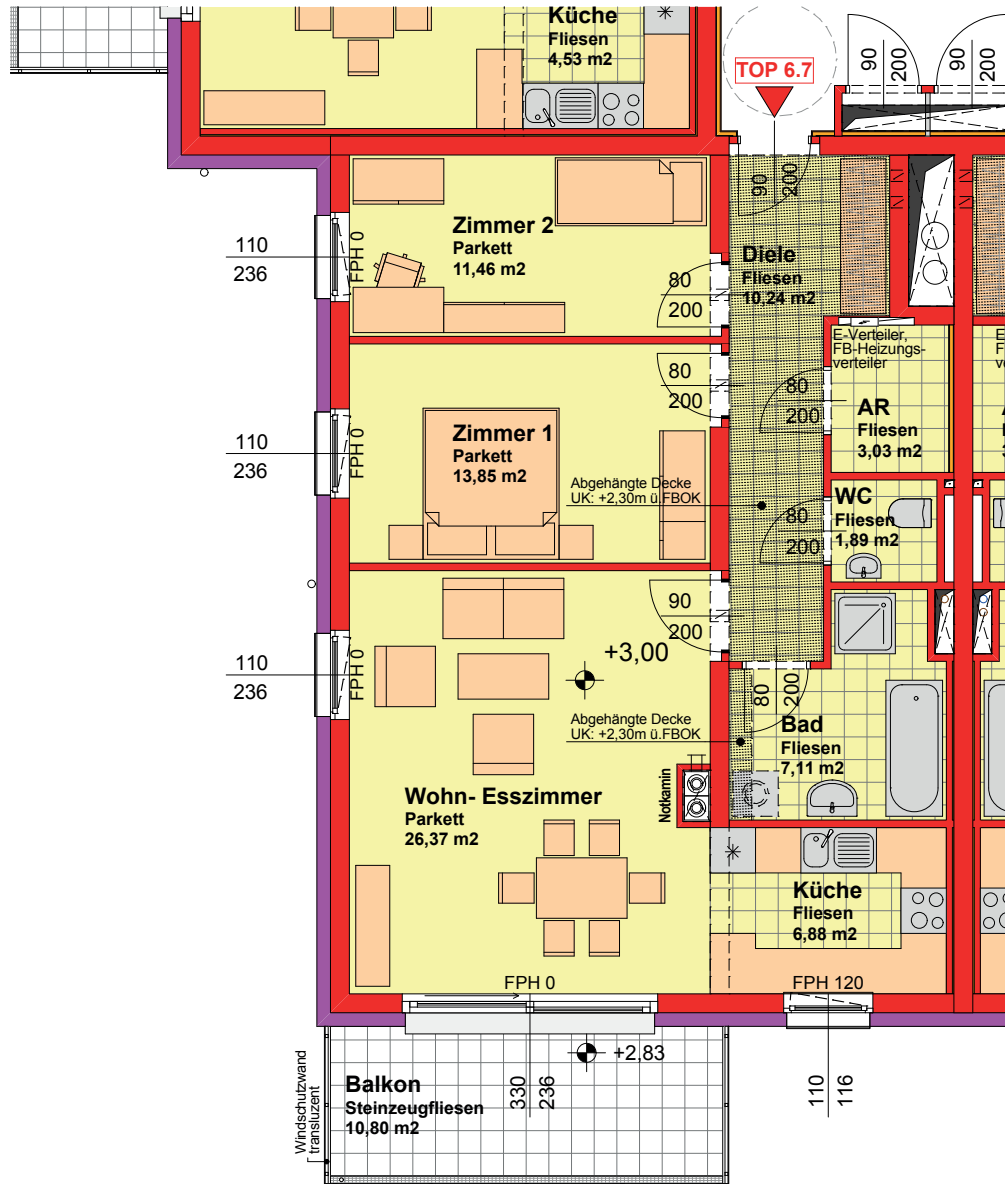 Küche
Fliesen
4,53 m2
TOP 6.7
90
200
90
200
90
200
Zimmer 2
Parkett
11,46 m2
Diele
Fliesen
10,24 m2
110
236
FPH 0
80
200
E-Verteiler,
FB-Heizungs-
verteiler
80
200
80
200
AR
Fliesen
3,03 m2
Zimmer 1
Parkett
13,85 m2
110
236
FPH 0
Abgehängte Decke
UK: +2,30m ü.FBOK
WC
Fliesen
1,89 m2
80
200
90
200
+3,00
110
236
FPH 0
80
200
Abgehängte Decke
UK: +2,30m ü.FBOK
Bad
Fliesen
7,11 m2
Notkamin
Wohn- Esszimmer
Parkett
26,37 m2
Küche
Fliesen
6,88 m2
FPH 0
FPH 120
+2,83
330
236
110
116
Windschutzwand
transluzent
Balkon
Steinzeugfliesen
10,80 m2